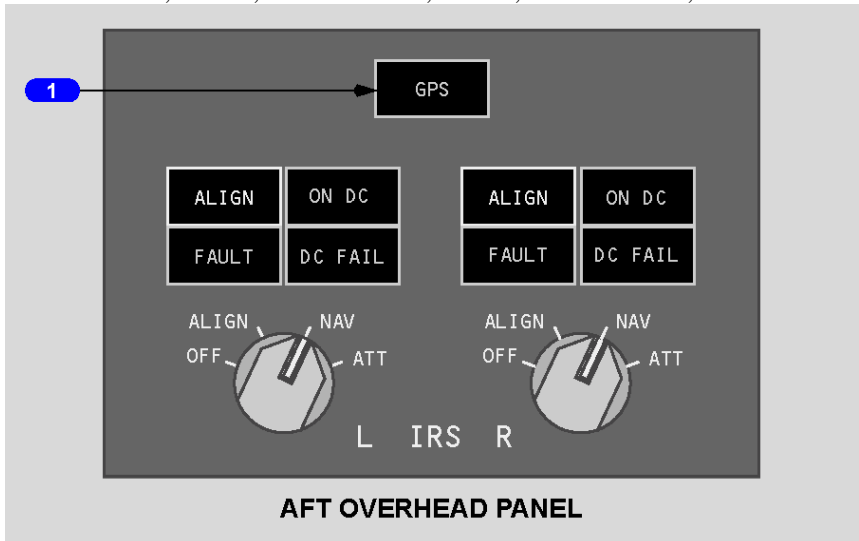 1
GPS
ALIGN ON DC ALIGN ON DC
FAULT DC FAIL FAULT DC FAIL
ALIGN NAV ALIGN NAV
OFF ATT OFF ATT
L IRS R
AFT OVERHEAD PANEL